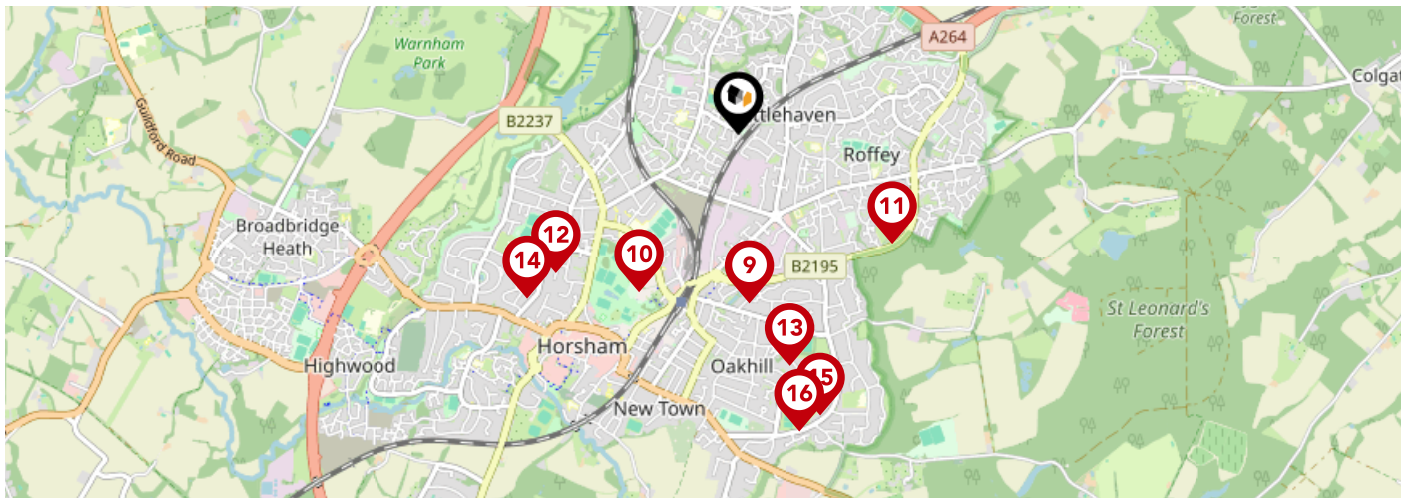 Forest
Warnham
Park
A264
Colgat
Guildford Road
B2237
ttlehaven
Roffey
11
Broadbridge
Heath
12
14
10
9
B2195
St Leonard's
Forest
13
Horsham
Highwood
Oakhill
15
16
New Town